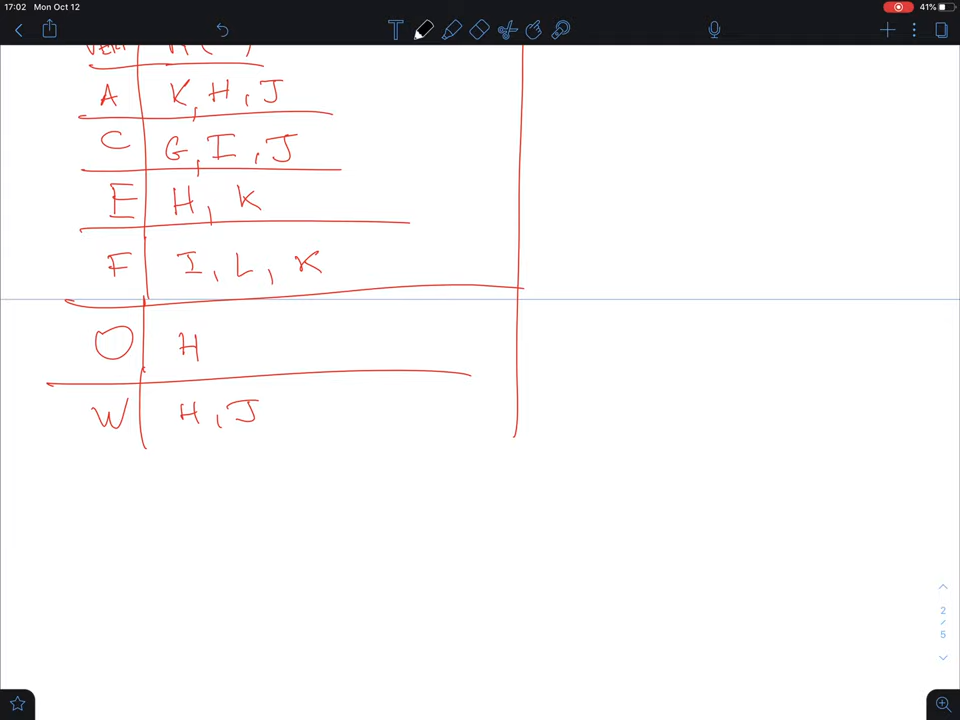 17:02 Mon Oct 12 41%
A K, H, J
C G, I, J
E H, K
F I, L, K
O H
W H, J
2
/
5